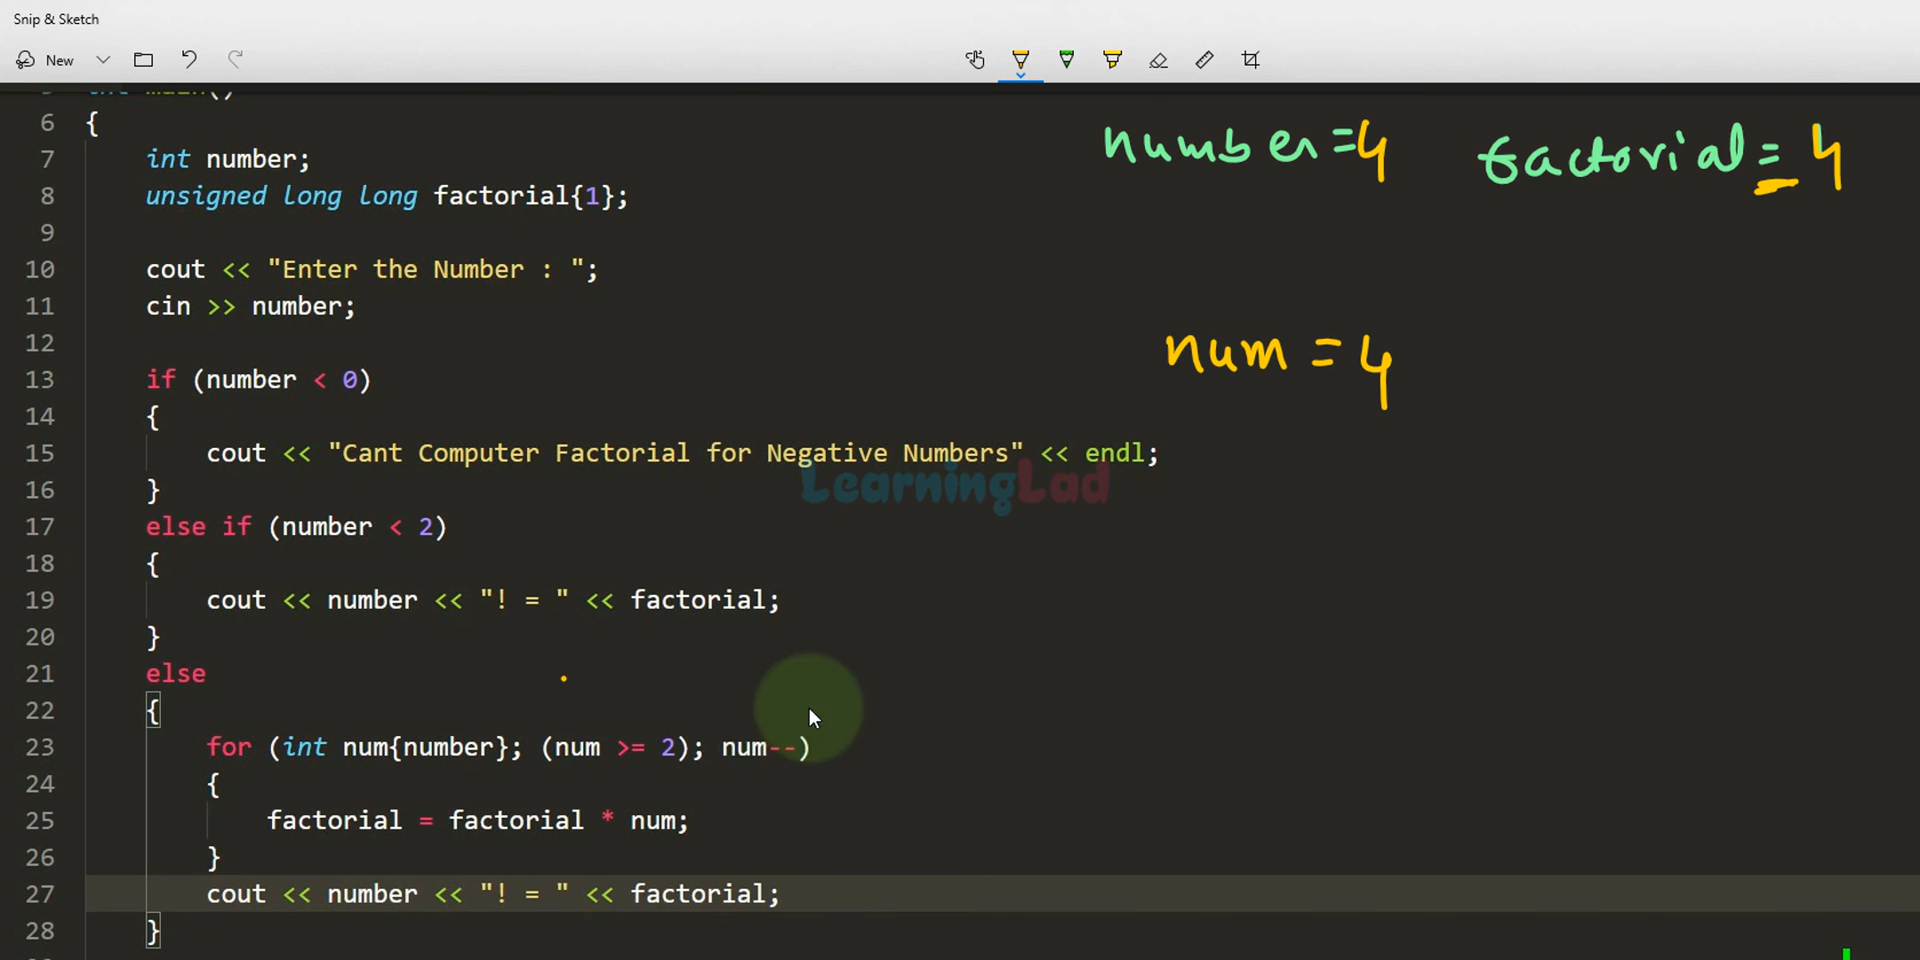 Snip & Sketch
New
5 int main()
6 {
7 int number;
8 unsigned long long factorial{1};
9
10 cout << "Enter the Number : ";
11 cin >> number;
12
13 if (number < 0)
14 {
15 cout << "Cant Computer Factorial for Negative Numbers" << endl;
16 }
17 else if (number < 2)
18 {
19 cout << number << "! = " << factorial;
20 }
21 else
22 {
23 for (int num{number}; (num >= 2); num--)
24 {
25 factorial = factorial * num;
26 }
27 cout << number << "! = " << factorial;
28 }
number = 4
factorial = 4
num = 4
LearningLad